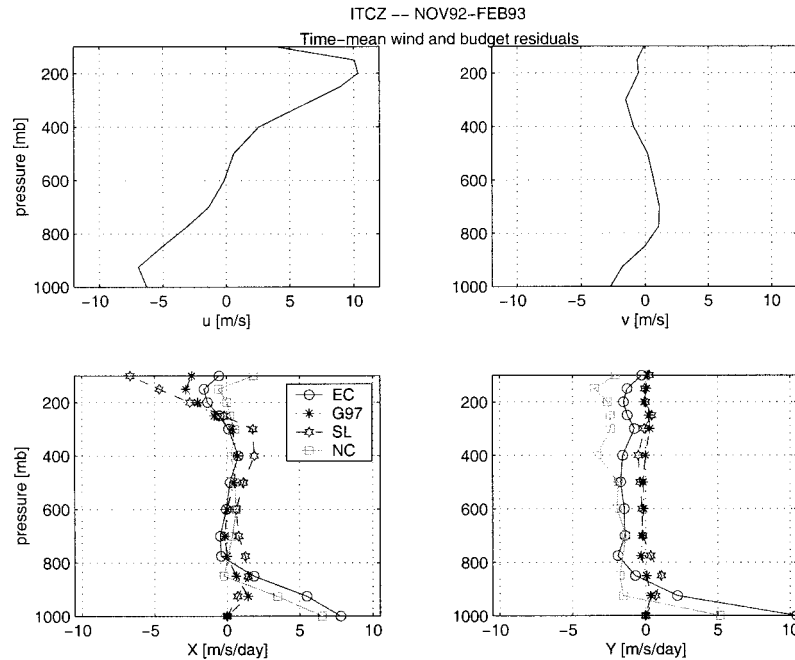 ITCZ -- NOV92-FEB93
Time-mean wind and budget residuals
pressure [mb]
200
400
600
800
1000
-10 -5 0 5 10
u [m/s]
200
400
600
800
1000
-10 -5 0 5 10
v [m/s]
pressure [mb]
200
400
600
800
1000
-10 -5 0 5 10
X [m/s/day]
EC
G97
SL
NC
200
400
600
800
1000
-10 -5 0 5 10
Y [m/s/day]